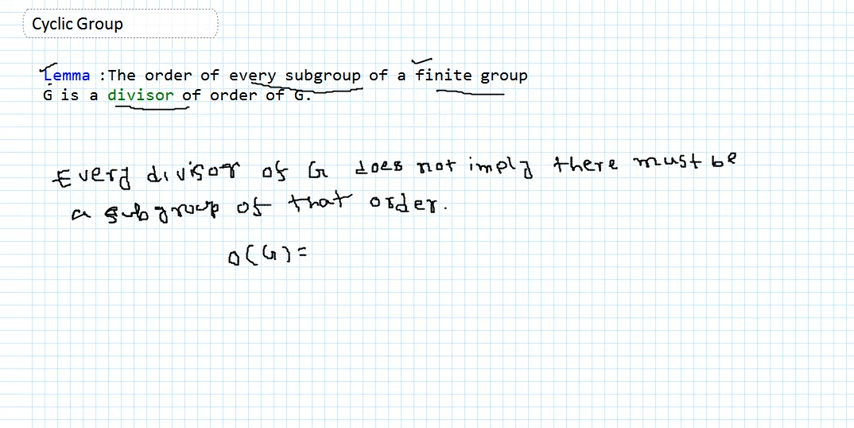 Cyclic Group
Lemma :The order of every subgroup of a finite group
G is a divisor of order of G.
Every divisor of G does not imply there must be
a subgroup of that order.
O(G)=